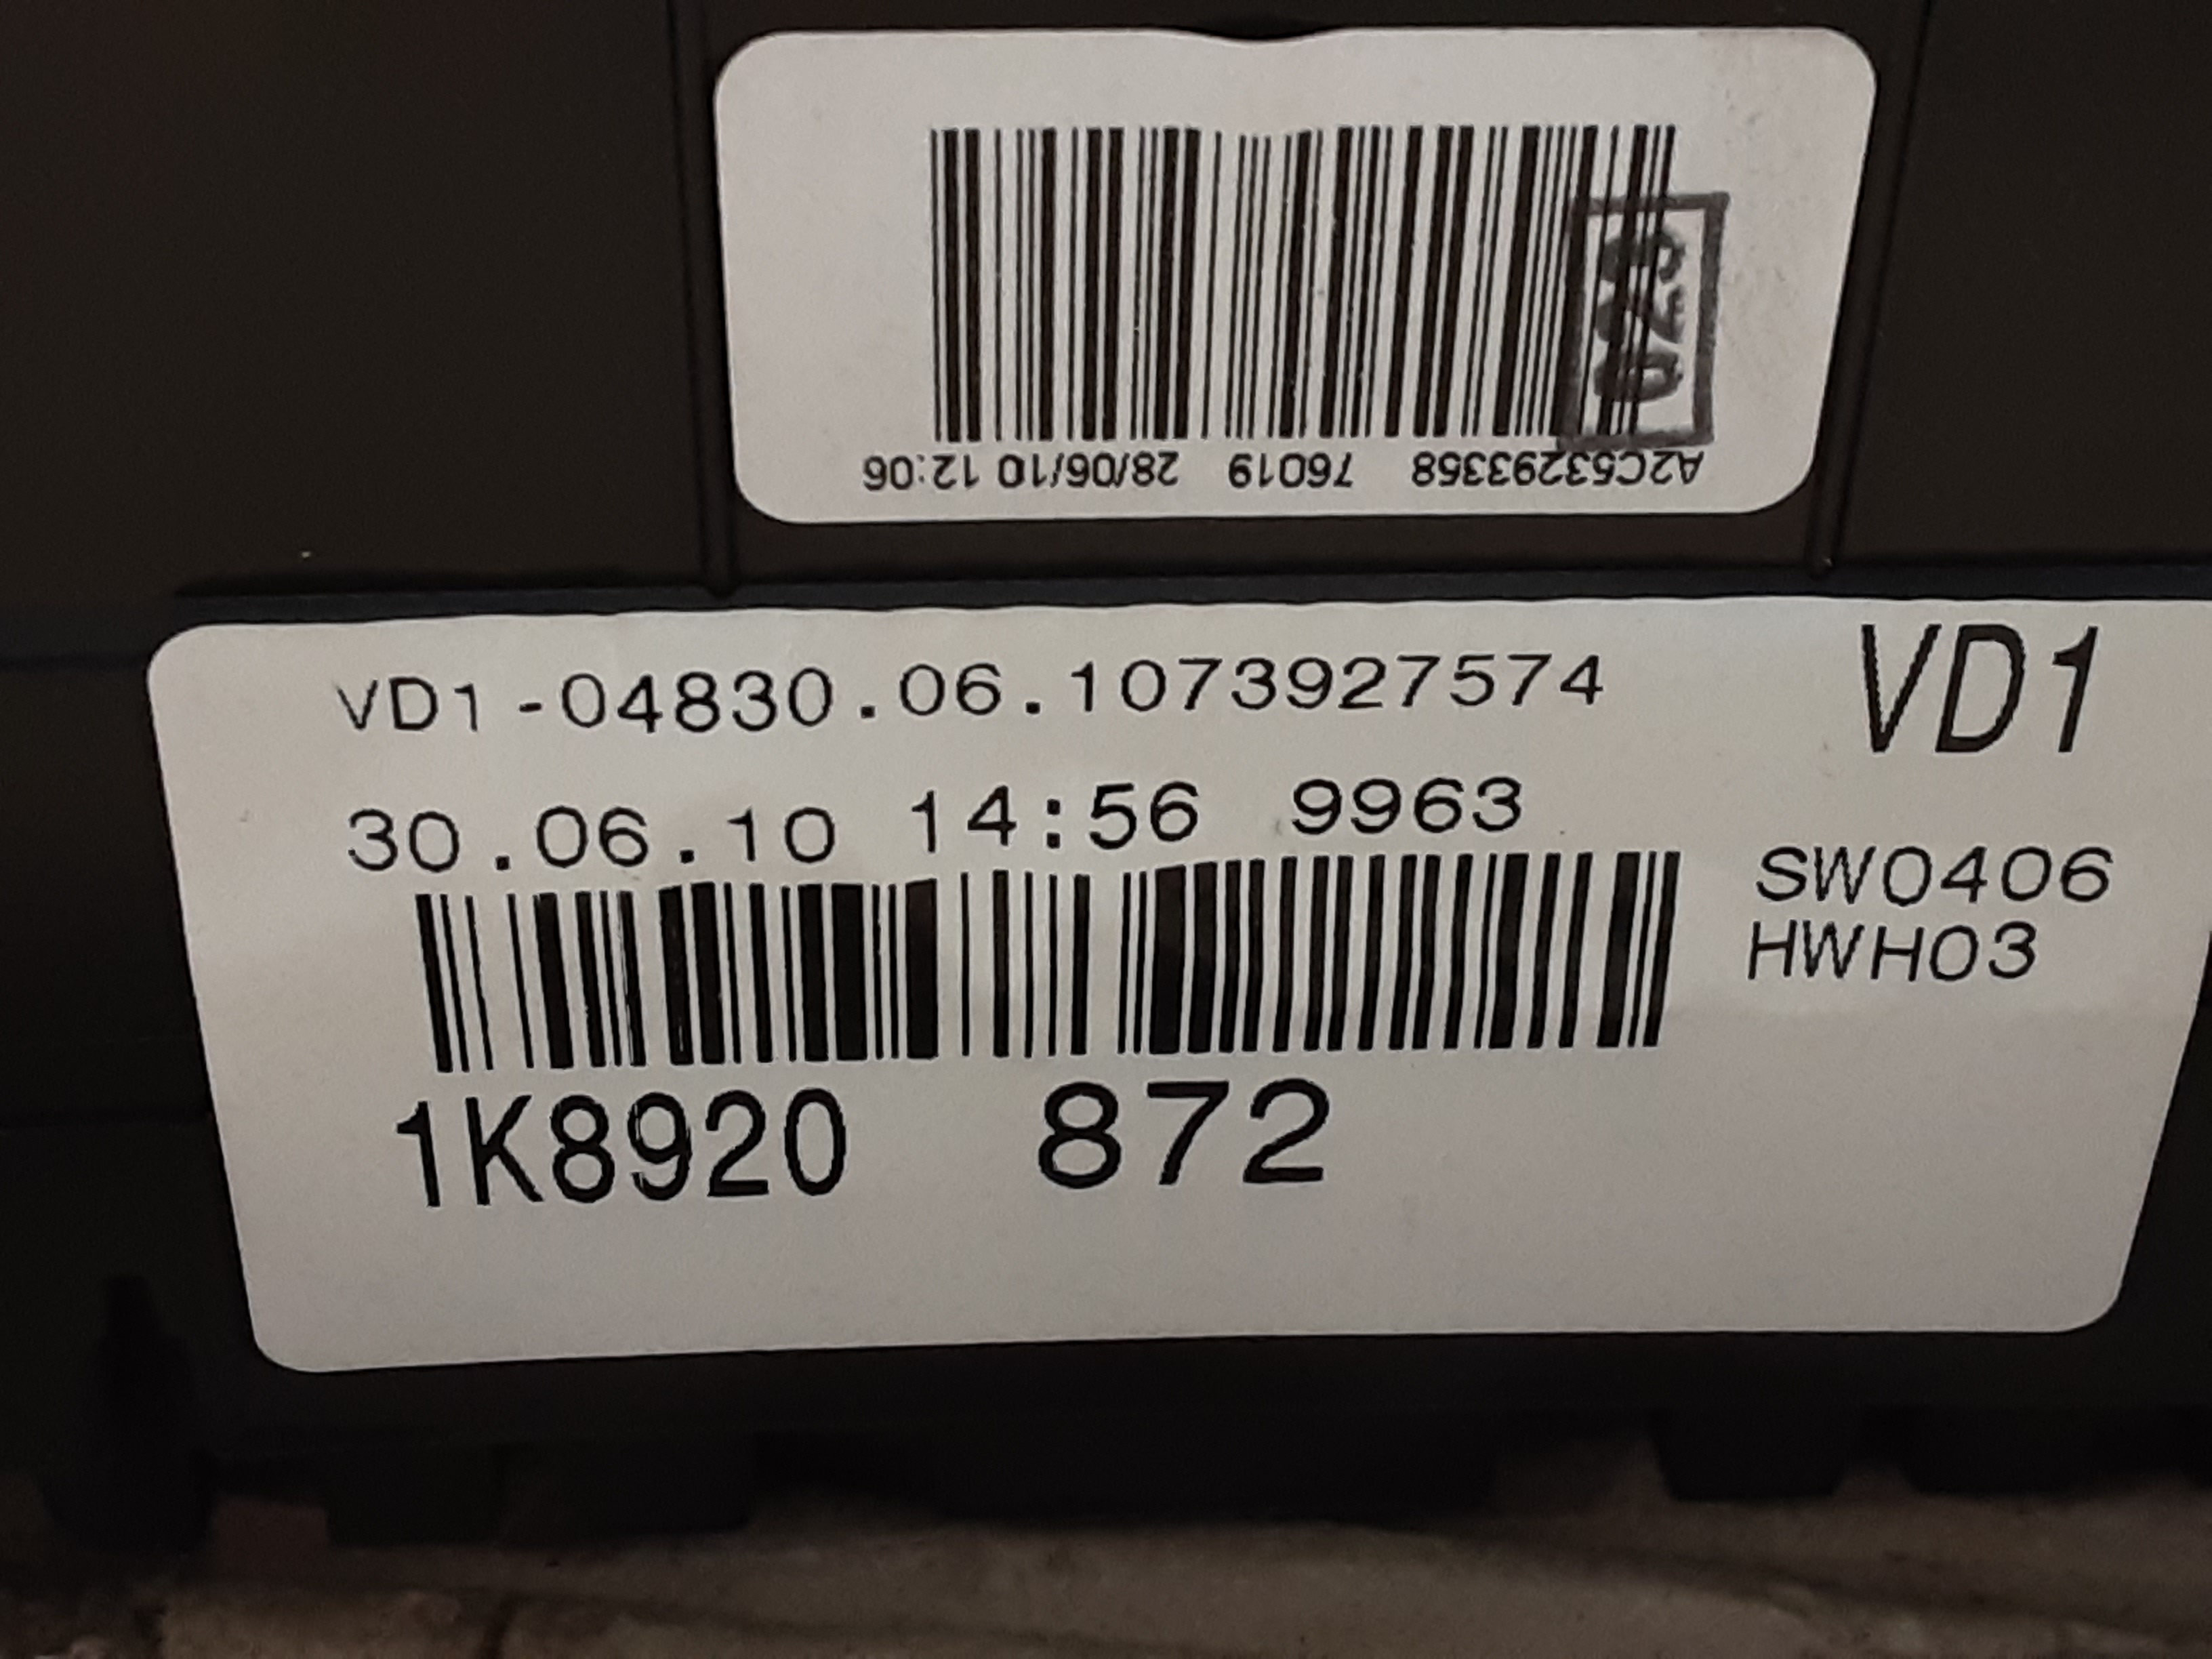 A2C53293358 76019 28/06/10 12:06
023
VD1-04830.06.1073927574
VD1
30.06.10 14:56 9963
SW0406
HWH03
1K8920 872